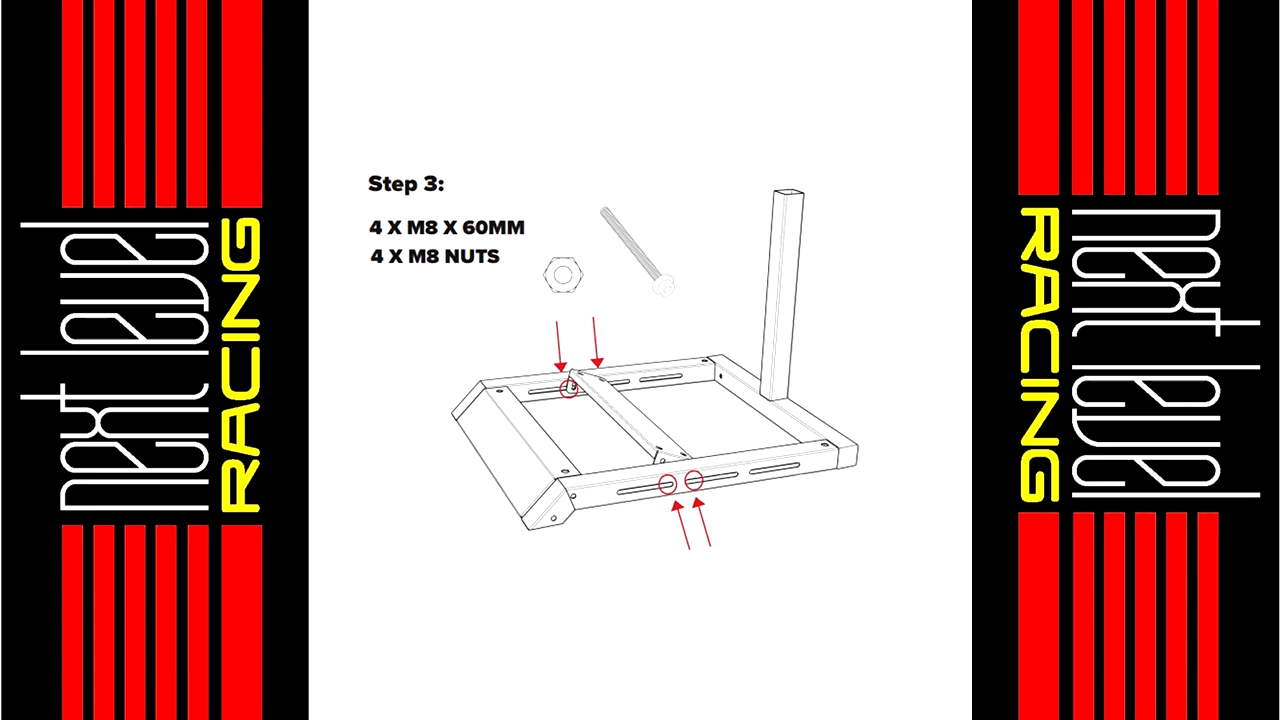 next level
RACING
Step 3:
4 X M8 X 60MM
4 X M8 NUTS
next level
RACING